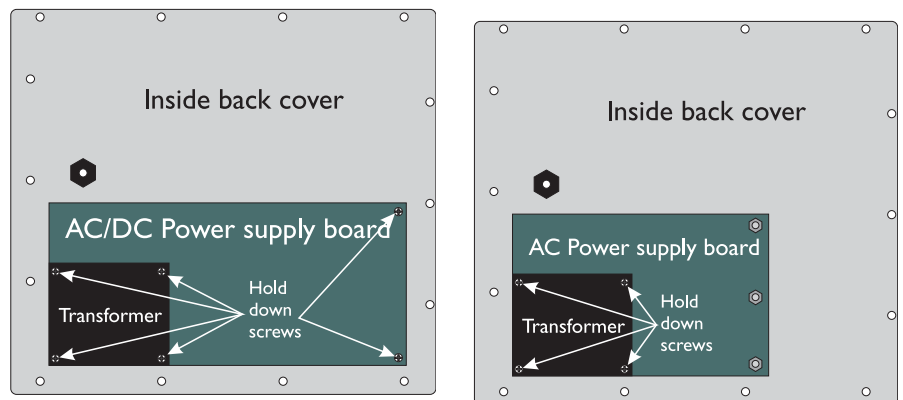 Inside back cover
AC/DC Power supply board
Transformer
Hold
down
screws
Inside back cover
AC Power supply board
Transformer
Hold
down
screws